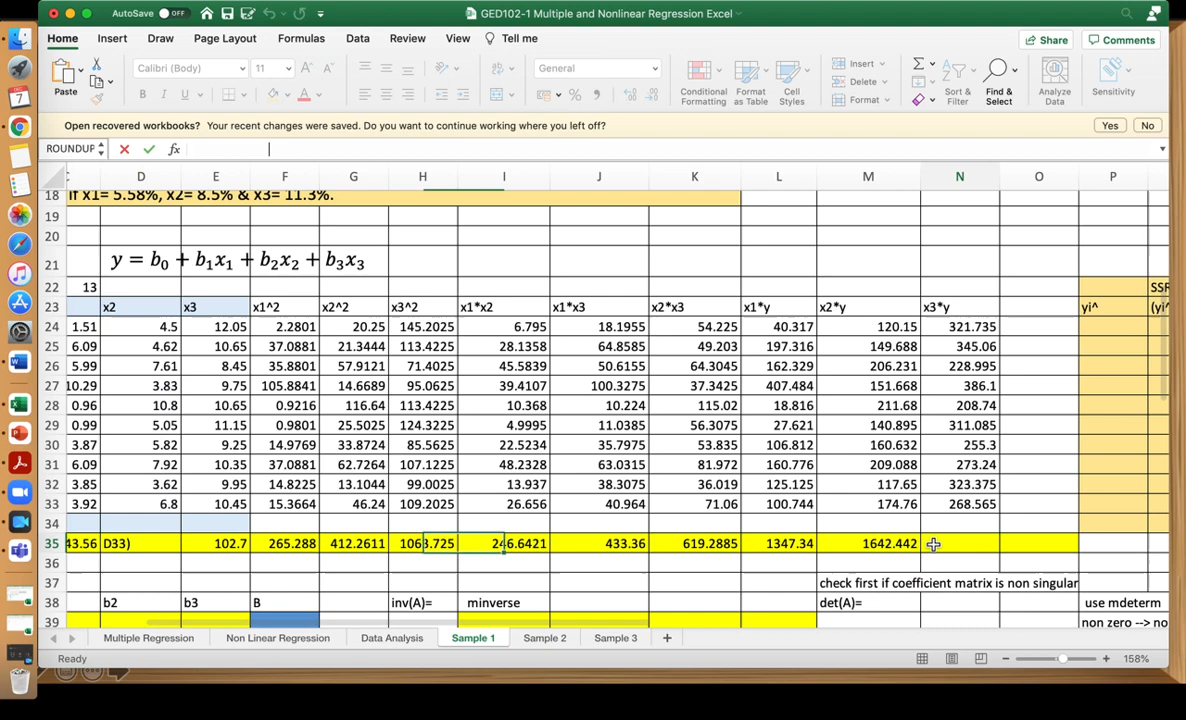 AutoSave OFF GED102-1 Multiple and Nonlinear Regression Excel
Home Insert Draw Page Layout Formulas Data Review View Tell me Share Comments
Paste Calibri (Body) 11 A A General Conditional Formatting Format as Table Cell Styles Insert Delete Format Sort & Filter Find & Select Analyze Data Sensitivity
B I U A
Open recovered workbooks? Your recent changes were saved. Do you want to continue working where you left off? Yes No
ROUNDUP fx
D E F G H I J K L M N O P
18 if x1= 5.58%, x2= 8.5% & x3= 11.3%.
19
20
21 y = b0 + b1x1 + b2x2 + b3x3
22 13 SSR
23 x2 x3 x1^2 x2^2 x3^2 x1*x2 x1*x3 x2*x3 x1*y x2*y x3*y yi^ (yi^
24 1.51 4.5 12.05 2.2801 20.25 145.2025 6.795 18.1955 54.225 40.317 120.15 321.735
25 6.09 4.62 10.65 37.0881 21.3444 113.4225 28.1358 64.8585 49.203 197.316 149.688 345.06
26 5.99 7.61 8.45 35.8801 57.9121 71.4025 45.5839 50.6155 64.3045 162.329 206.231 228.995
27 10.29 3.83 9.75 105.8841 14.6689 95.0625 39.4107 100.3275 37.3425 407.484 151.668 386.1
28 0.96 10.8 10.65 0.9216 116.64 113.4225 10.368 10.224 115.02 18.816 211.68 208.74
29 0.99 5.05 11.15 0.9801 25.5025 124.3225 4.9995 11.0385 56.3075 27.621 140.895 311.085
30 3.87 5.82 9.25 14.9769 33.8724 85.5625 22.5234 35.7975 53.835 106.812 160.632 255.3
31 6.09 7.92 10.35 37.0881 62.7264 107.1225 48.2328 63.0315 81.972 160.776 209.088 273.24
32 3.85 3.62 9.95 14.8225 13.1044 99.0025 13.937 38.3075 36.019 125.125 117.65 323.375
33 3.92 6.8 10.45 15.3664 46.24 109.2025 26.656 40.964 71.06 100.744 174.76 268.565
34
35 43.56 D33) 102.7 265.288 412.2611 1063.725 246.6421 433.36 619.2885 1347.34 1642.442
36
37 check first if coefficient matrix is non singular
38 b2 b3 B inv(A)= minverse det(A)= use mdeterm
39 non zero --> no
Multiple Regression Non Linear Regression Data Analysis Sample 1 Sample 2 Sample 3 +
Ready 158%